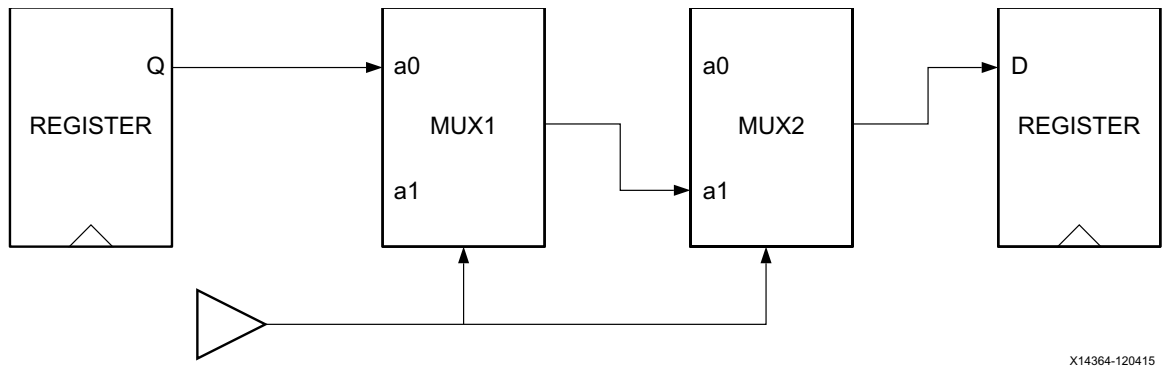 Q
a0
a0
D
REGISTER
MUX1
MUX2
REGISTER
a1
a1
X14364-120415